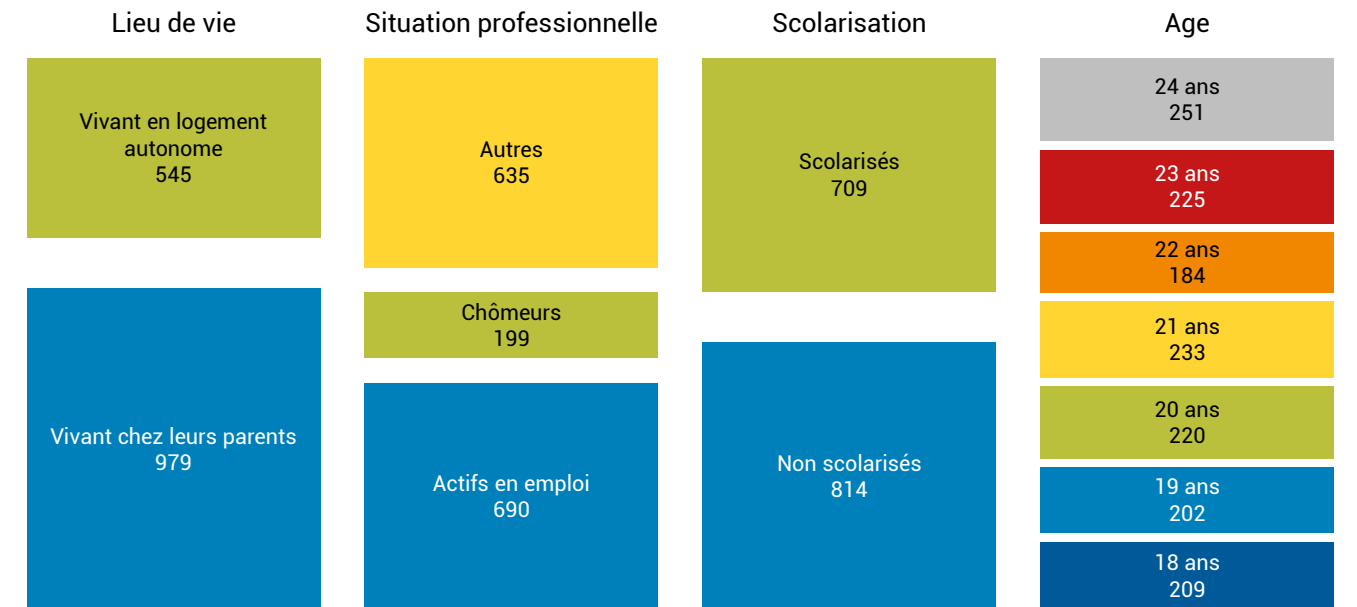 Lieu de vie
Vivant en logement
autonome
545
Vivant chez leurs parents
979
Situation professionnelle
Autres
635
Chômeurs
199
Actifs en emploi
690
Scolarisation
Scolarisés
709
Non scolarisés
814
Age
24 ans
251
23 ans
225
22 ans
184
21 ans
233
20 ans
220
19 ans
202
18 ans
209